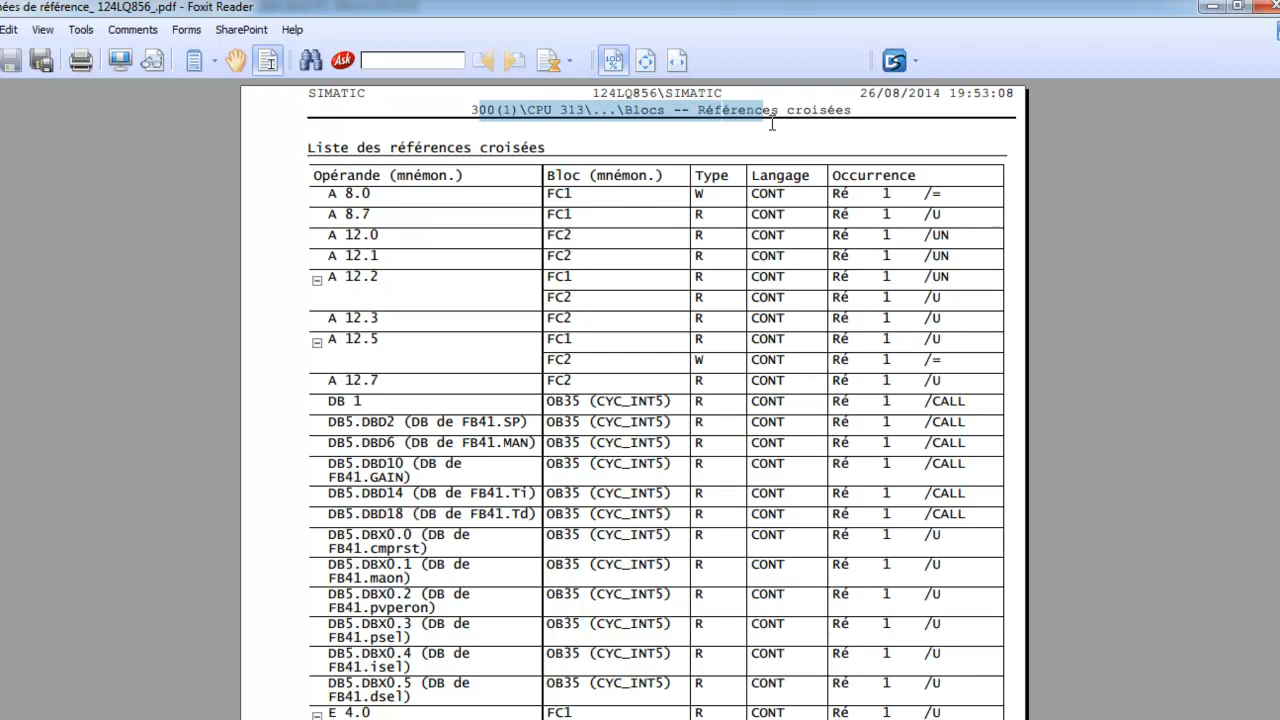 ées de référence_ 124LQ856_.pdf - Foxit Reader
Edit View Tools Comments Forms SharePoint Help
Ask
SIMATIC 124LQ856\SIMATIC 26/08/2014 19:53:08
300(1)\CPU 313\...\Blocs -- Références croisées
Liste des références croisées
Opérande (mnémon.) Bloc (mnémon.) Type Langage Occurrence
A 8.0 FC1 W CONT Ré 1 /=
A 8.7 FC1 R CONT Ré 1 /U
A 12.0 FC2 R CONT Ré 1 /UN
A 12.1 FC2 R CONT Ré 1 /UN
A 12.2 FC1 R CONT Ré 1 /UN
FC2 R CONT Ré 1 /U
A 12.3 FC2 R CONT Ré 1 /U
A 12.5 FC1 R CONT Ré 1 /U
FC2 W CONT Ré 1 /=
A 12.7 FC2 R CONT Ré 1 /U
DB 1 OB35 (CYC_INT5) R CONT Ré 1 /CALL
DB5.DBD2 (DB de FB41.SP) OB35 (CYC_INT5) R CONT Ré 1 /CALL
DB5.DBD6 (DB de FB41.MAN) OB35 (CYC_INT5) R CONT Ré 1 /CALL
DB5.DBD10 (DB de OB35 (CYC_INT5) R CONT Ré 1 /CALL
FB41.GAIN)
DB5.DBD14 (DB de FB41.Ti) OB35 (CYC_INT5) R CONT Ré 1 /CALL
DB5.DBD18 (DB de FB41.Td) OB35 (CYC_INT5) R CONT Ré 1 /CALL
DB5.DBX0.0 (DB de OB35 (CYC_INT5) R CONT Ré 1 /U
FB41.cmprst)
DB5.DBX0.1 (DB de OB35 (CYC_INT5) R CONT Ré 1 /U
FB41.maon)
DB5.DBX0.2 (DB de OB35 (CYC_INT5) R CONT Ré 1 /U
FB41.pvperon)
DB5.DBX0.3 (DB de OB35 (CYC_INT5) R CONT Ré 1 /U
FB41.psel)
DB5.DBX0.4 (DB de OB35 (CYC_INT5) R CONT Ré 1 /U
FB41.isel)
DB5.DBX0.5 (DB de OB35 (CYC_INT5) R CONT Ré 1 /U
FB41.dsel)
E 4.0 FC1 R CONT Ré 1 /U